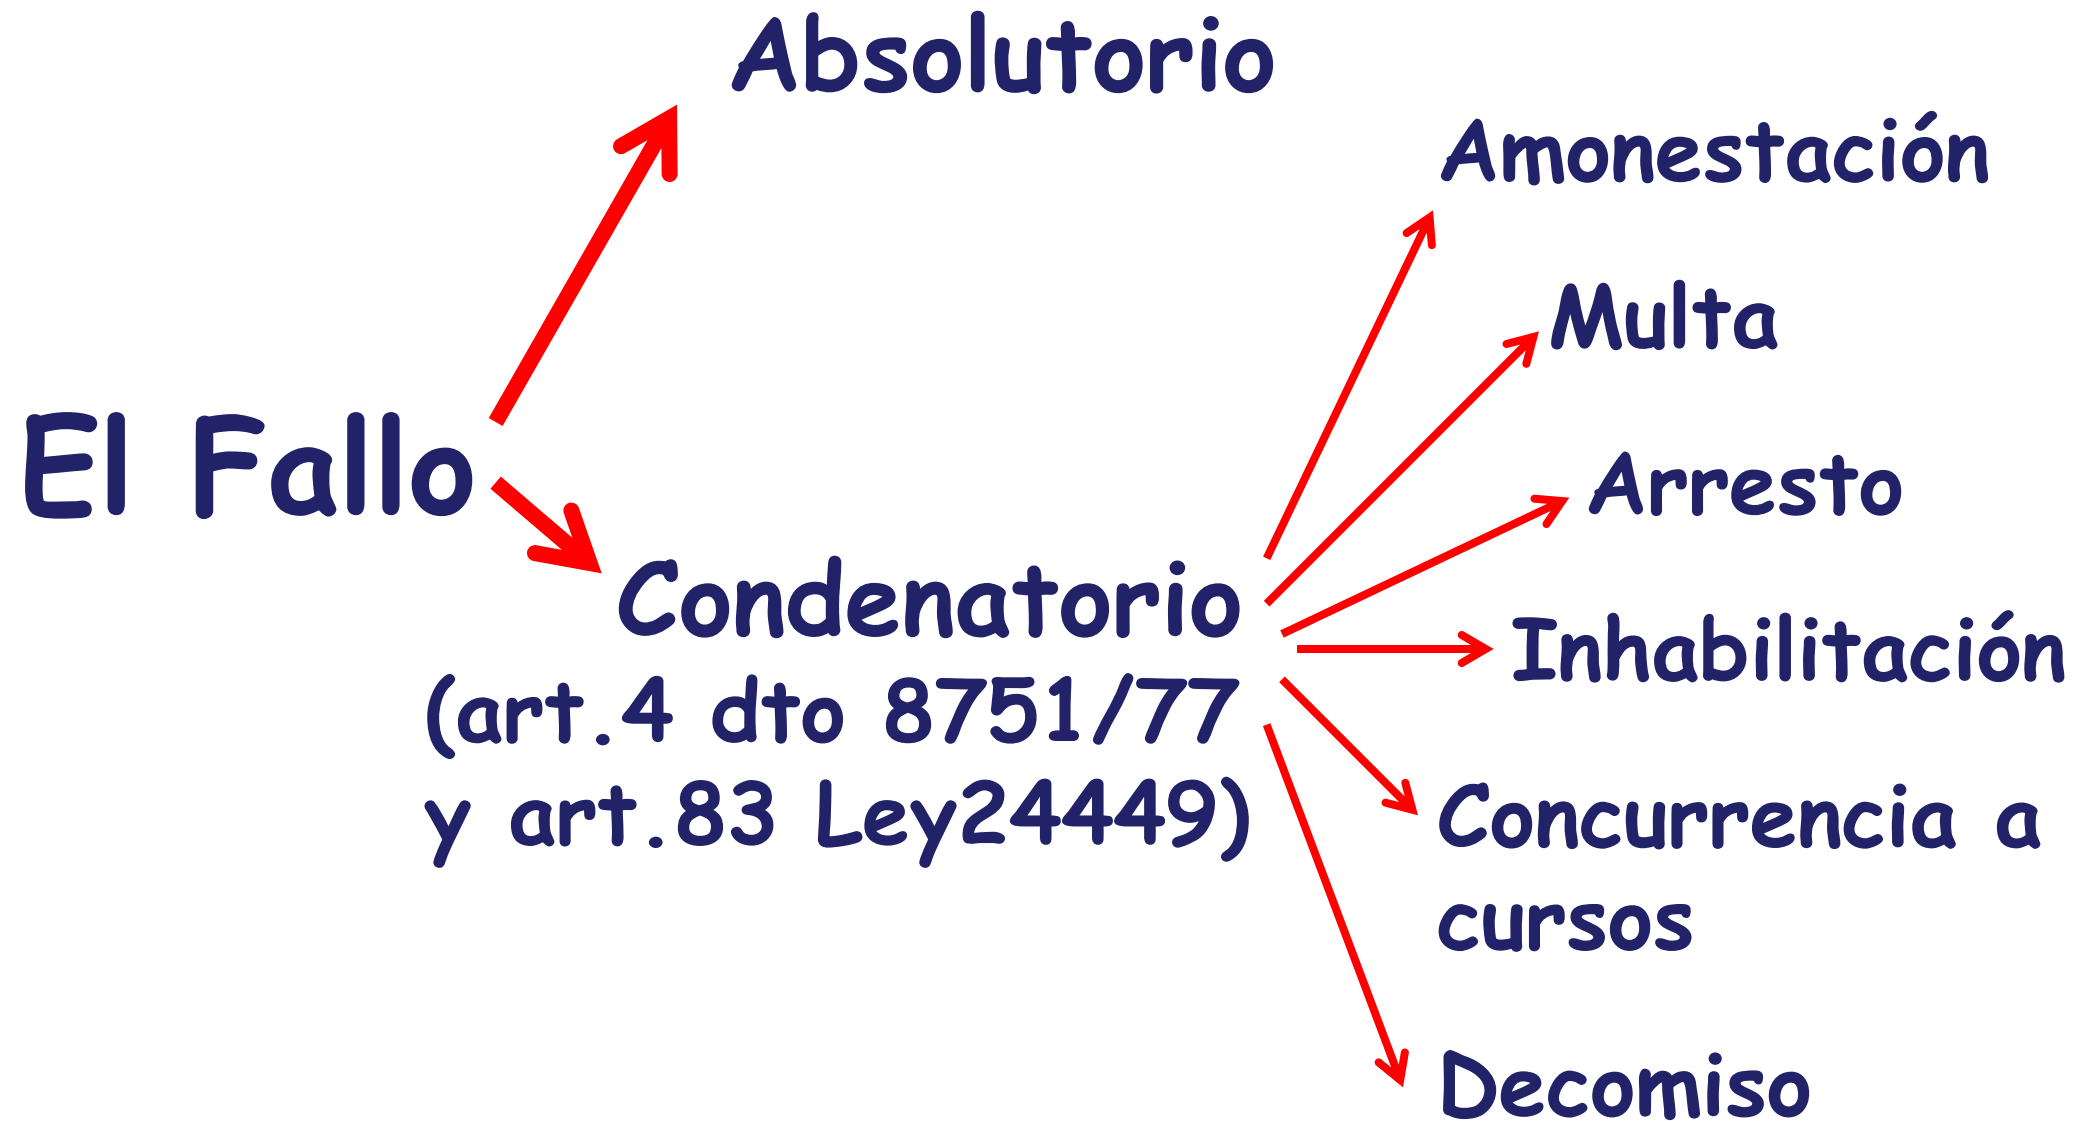 Absolutorio
Amonestación
Multa
El Fallo
Arresto
Condenatorio
(art.4 dto 8751/77
y art.83 Ley24449)
Inhabilitación
Concurrencia a
cursos
Decomiso